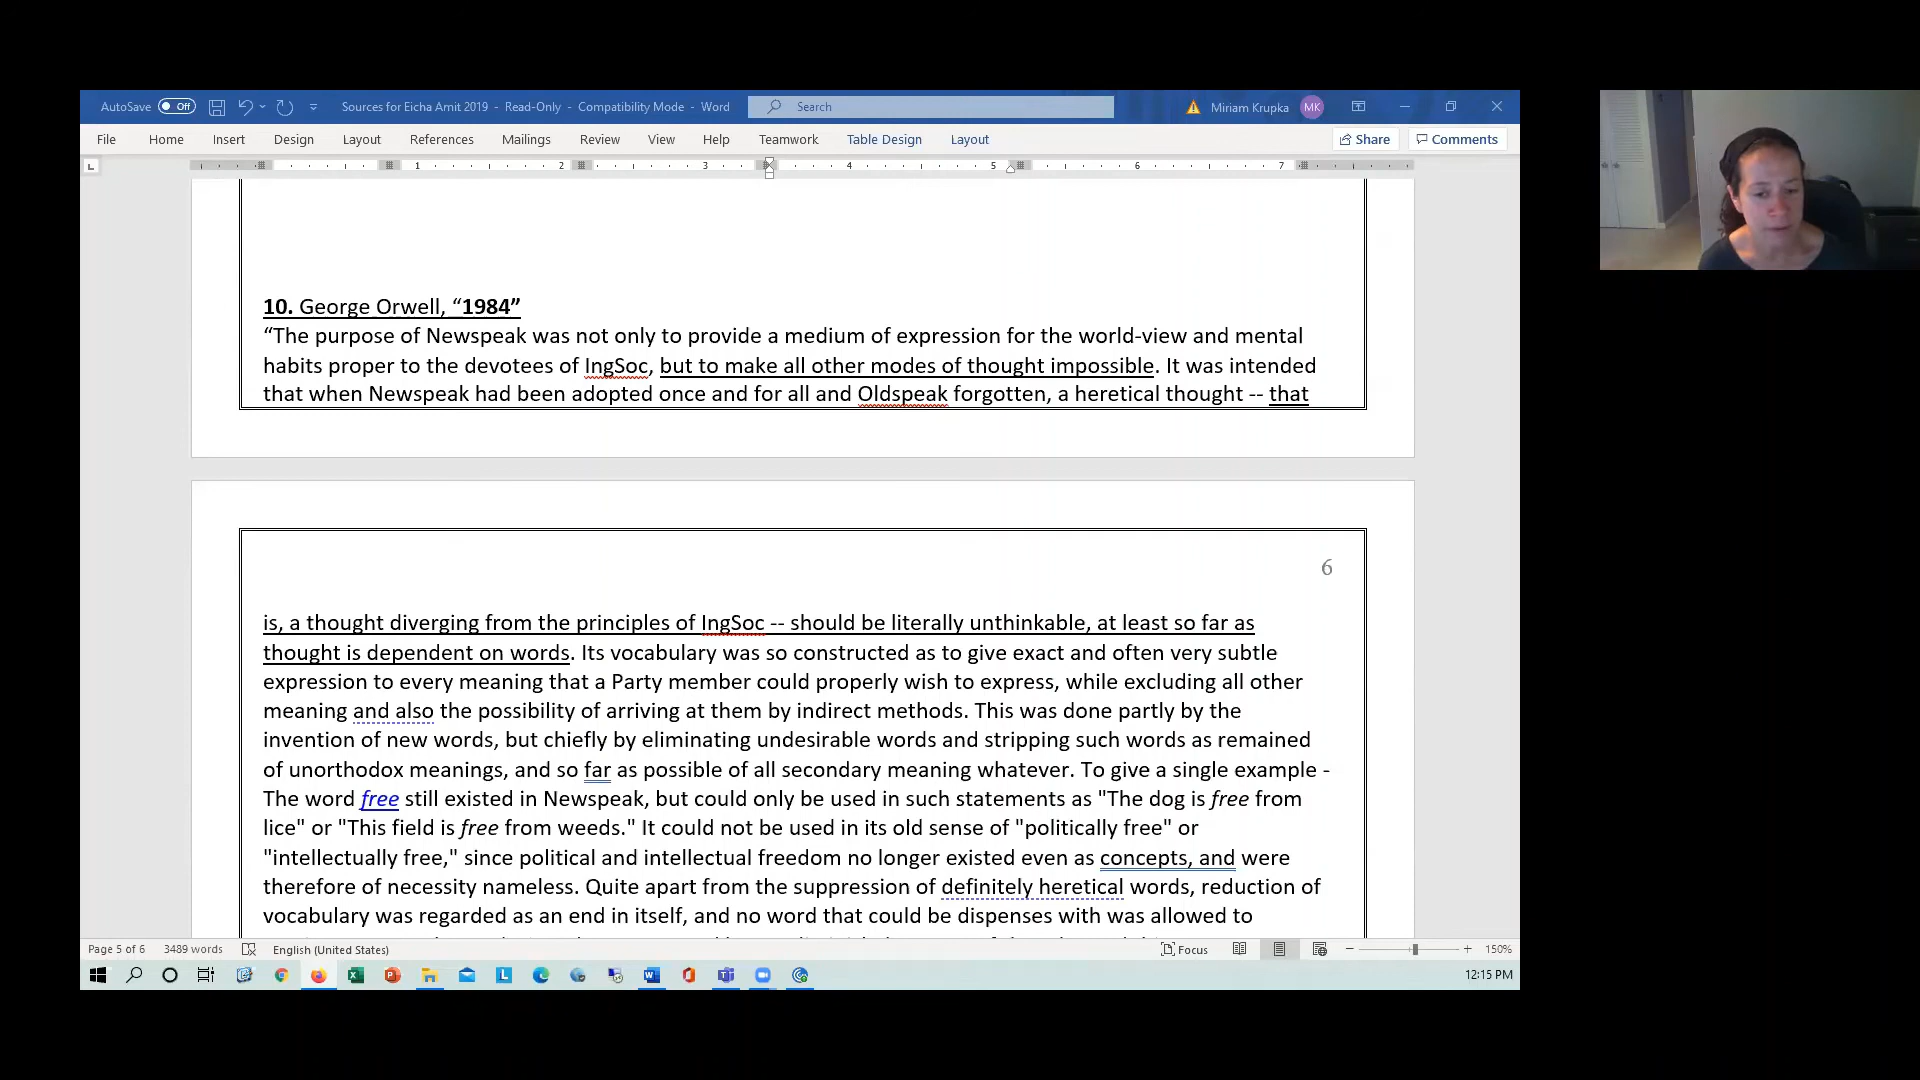 AutoSave Off Sources for Eicha Amit 2019 - Read-Only - Compatibility Mode - Word Search Miriam Krupka MK
File Home Insert Design Layout References Mailings Review View Help Teamwork Table Design Layout Share Comments
1 2 3 4 5 6 7
10. George Orwell, “1984”
“The purpose of Newspeak was not only to provide a medium of expression for the world-view and mental
habits proper to the devotees of IngSoc, but to make all other modes of thought impossible. It was intended
that when Newspeak had been adopted once and for all and Oldspeak forgotten, a heretical thought -- that
6
is, a thought diverging from the principles of IngSoc -- should be literally unthinkable, at least so far as
thought is dependent on words. Its vocabulary was so constructed as to give exact and often very subtle
expression to every meaning that a Party member could properly wish to express, while excluding all other
meaning and also the possibility of arriving at them by indirect methods. This was done partly by the
invention of new words, but chiefly by eliminating undesirable words and stripping such words as remained
of unorthodox meanings, and so far as possible of all secondary meaning whatever. To give a single example -
The word free still existed in Newspeak, but could only be used in such statements as "The dog is free from
lice" or "This field is free from weeds." It could not be used in its old sense of "politically free" or
"intellectually free," since political and intellectual freedom no longer existed even as concepts, and were
therefore of necessity nameless. Quite apart from the suppression of definitely heretical words, reduction of
vocabulary was regarded as an end in itself, and no word that could be dispenses with was allowed to
Page 5 of 6 3489 words English (United States) Focus 150%
12:15 PM